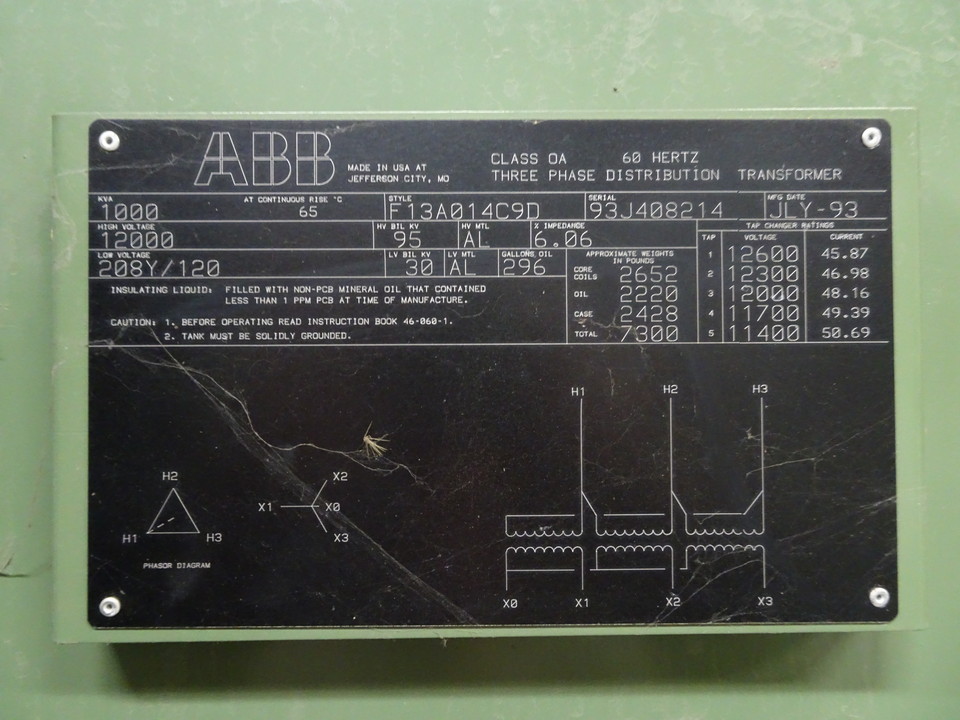 ABB
MADE IN USA AT
JEFFERSON CITY, MO
CLASS OA 60 HERTZ
THREE PHASE DISTRIBUTION TRANSFORMER
KVA
1000
AT CONTINUOUS RISE °C
65
STYLE
F13A014C9D
SERIAL
93J408214
MFG DATE
JLY-93
HIGH VOLTAGE
12000
HV BIL KV
95
HV MTL
AL
% IMPEDANCE
6.06
LOW VOLTAGE
208Y/120
LV BIL KV
30
LV MTL
AL
GALLONS OIL
296
APPROXIMATE WEIGHTS
IN POUNDS
CORE
COILS 2652
OIL 2220
CASE 2428
TOTAL 7300
TAP CHANGER RATINGS
TAP VOLTAGE CURRENT
1 12600 45.87
2 12300 46.98
3 12000 48.16
4 11700 49.39
5 11400 50.69
INSULATING LIQUID: FILLED WITH NON-PCB MINERAL OIL THAT CONTAINED
LESS THAN 1 PPM PCB AT TIME OF MANUFACTURE.
CAUTION: 1. BEFORE OPERATING READ INSTRUCTION BOOK 46-060-1.
2. TANK MUST BE SOLIDLY GROUNDED.
H2
H1 H3
PHASOR DIAGRAM
X2
X1 X0
X3
H1 H2 H3
X0 X1 X2 X3